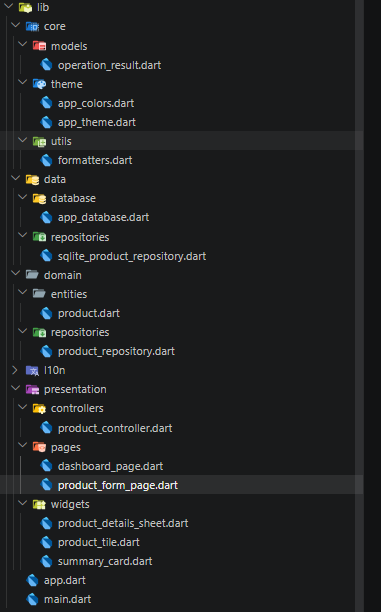 lib
core
models
operation_result.dart
theme
app_colors.dart
app_theme.dart
utils
formatters.dart
data
database
app_database.dart
repositories
sqlite_product_repository.dart
domain
entities
product.dart
repositories
product_repository.dart
l10n
presentation
controllers
product_controller.dart
pages
dashboard_page.dart
product_form_page.dart
widgets
product_details_sheet.dart
product_tile.dart
summary_card.dart
app.dart
main.dart